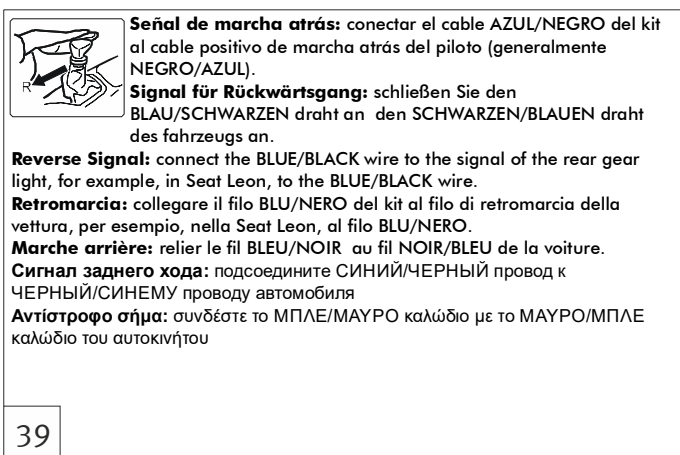 Señal de marcha atrás: conectar el cable AZUL/NEGRO del kit
al cable positivo de marcha atrás del piloto (generalmente
NEGRO/AZUL).
R
Signal für Rückwärtsgang: schließen Sie den
BLAU/SCHWARZEN draht an den SCHWARZEN/BLAUEN draht
des fahrzeugs an.
Reverse Signal: connect the BLUE/BLACK wire to the signal of the rear gear
light, for example, in Seat Leon, to the BLUE/BLACK wire.
Retromarcia: collegare il filo BLU/NERO del kit al filo di retromarcia della
vettura, per esempio, nella Seat Leon, al filo BLU/NERO.
Marche arrière: relier le fil BLEU/NOIR au fil NOIR/BLEU de la voiture.
Сигнал заднего хода: подсоедините СИНИЙ/ЧЕРНЫЙ провод к
ЧЕРНЫЙ/СИНЕМУ проводу автомобиля
Αντίστροφο σήμα: συνδέστε το ΜΠΛΕ/ΜΑΥΡΟ καλώδιο με το ΜΑΥΡΟ/ΜΠΛΕ
καλώδιο του αυτοκινήτου
39